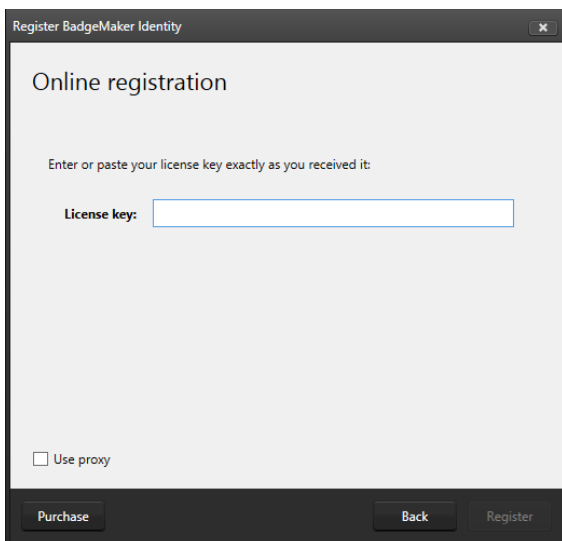 Register BadgeMaker Identity
Online registration
Enter or paste your license key exactly as you received it:
License key:
Use proxy
Purchase
Back
Register